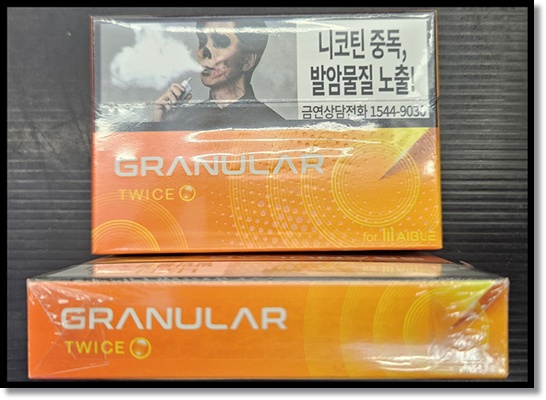 니코틴 중독,
발암물질 노출!
금연상담전화 1544-9030
GRANULAR
TWICE
for lil AIBLE
GRANULAR
TWICE